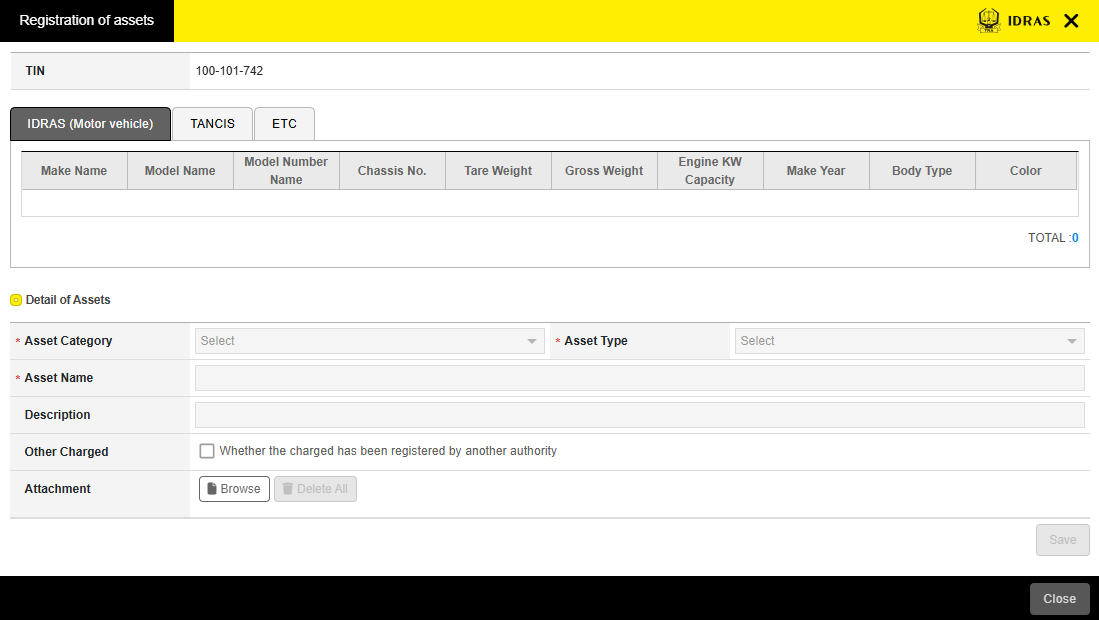 Registration of assets
IDRAS
TIN
100-101-742
IDRAS (Motor vehicle)
TANCIS
ETC
Make Name
Model Name
Model Number
Name
Chassis No.
Tare Weight
Gross Weight
Engine KW
Capacity
Make Year
Body Type
Color
TOTAL :0
Detail of Assets
* Asset Category
Select
* Asset Type
Select
* Asset Name
Description
Other Charged
Whether the charged has been registered by another authority
Attachment
Browse
Delete All
Save
Close